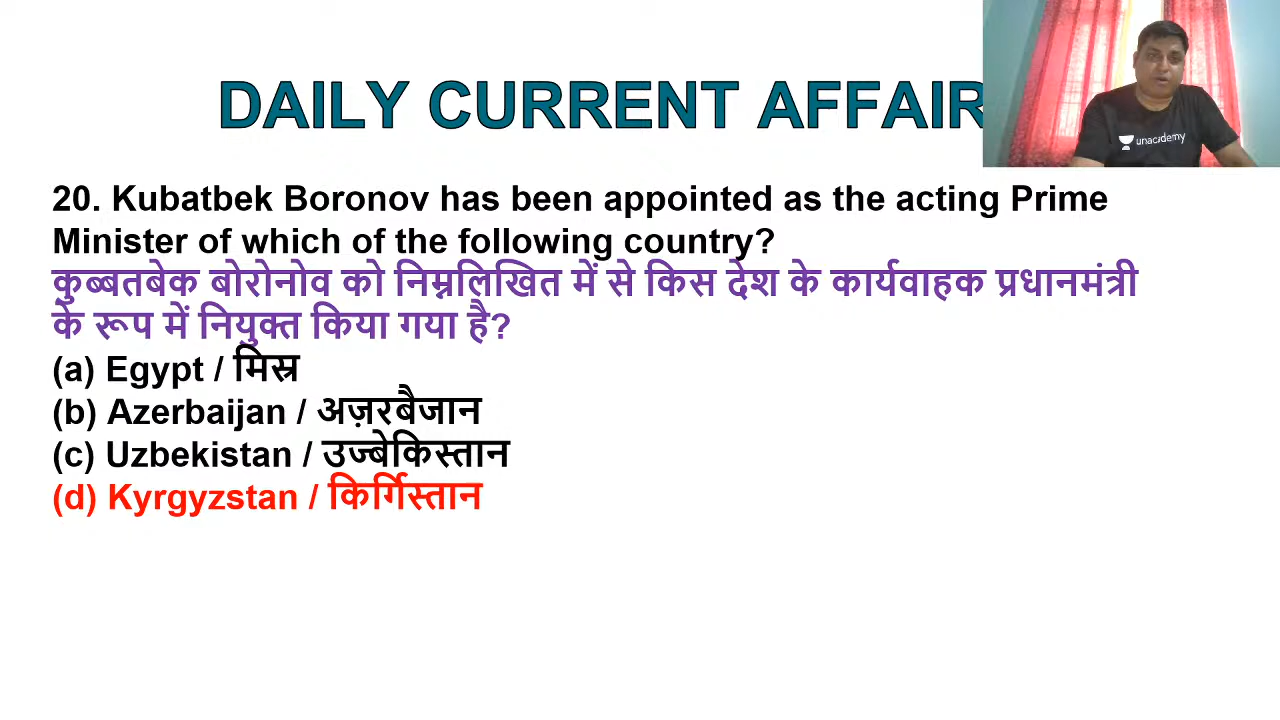 DAILY CURRENT AFFAIR
unacademy
20. Kubatbek Boronov has been appointed as the acting Prime
Minister of which of the following country?
कुब्बतबेक बोरोनोव को निम्नलिखित में से किस देश के कार्यवाहक प्रधानमंत्री
के रूप में नियुक्त किया गया है?
(a) Egypt / मिस्र
(b) Azerbaijan / अज़रबैजान
(c) Uzbekistan / उज्बेकिस्तान
(d) Kyrgyzstan / किर्गिस्तान